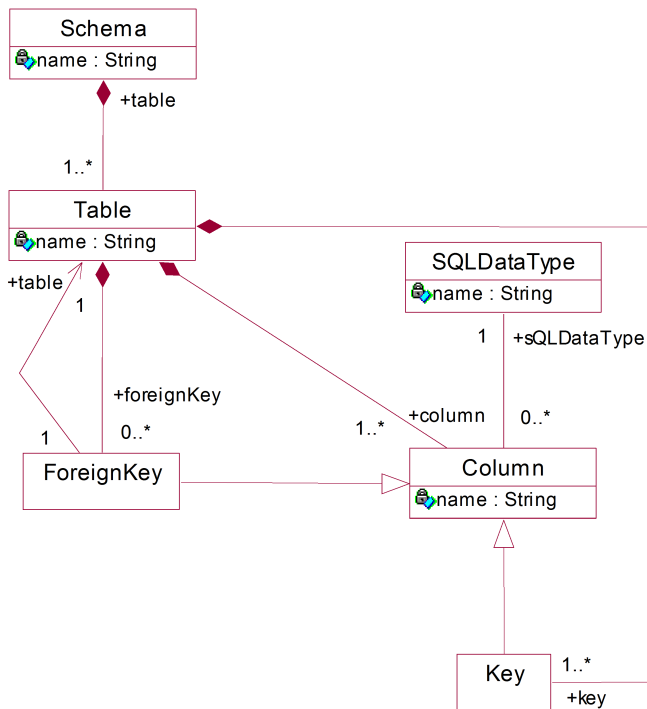 Schema
name : String
+table
1..*
Table
name : String
+table
1
SQLDataType
name : String
1
+sQLDataType
+foreignKey
0..*
1
1..*
+column
0..*
ForeignKey
Column
name : String
Key
1..*
+key